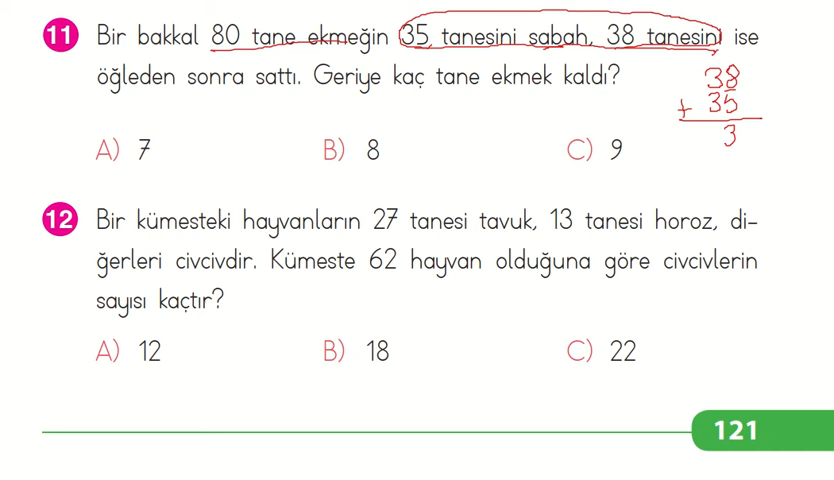 11 Bir bakkal 80 tane ekmeğin 35 tanesini sabah, 38 tanesini ise
öğleden sonra sattı. Geriye kaç tane ekmek kaldı?
38
+ 35
3
A) 7 B) 8 C) 9
12 Bir kümesteki hayvanların 27 tanesi tavuk, 13 tanesi horoz, di-
ğerleri civcivdir. Kümeste 62 hayvan olduğuna göre civcivlerin
sayısı kaçtır?
A) 12 B) 18 C) 22
121